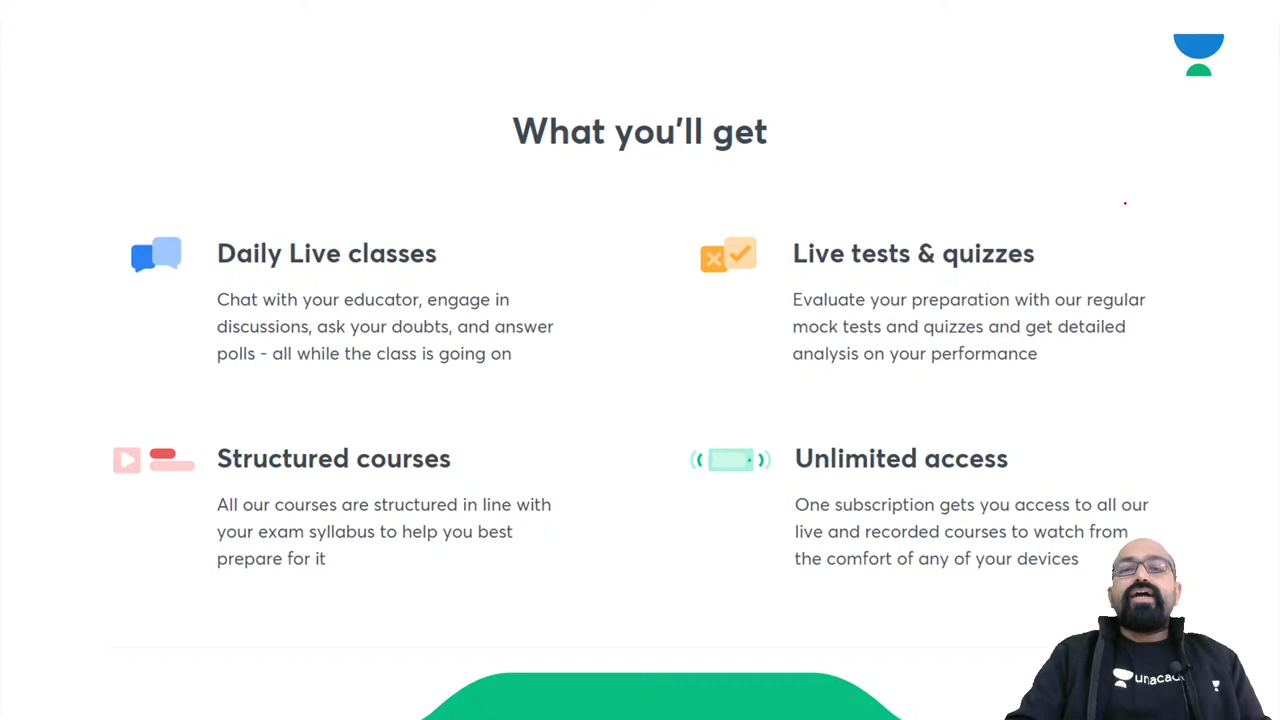 What you'll get
Daily Live classes
Chat with your educator, engage in
discussions, ask your doubts, and answer
polls - all while the class is going on
Live tests & quizzes
Evaluate your preparation with our regular
mock tests and quizzes and get detailed
analysis on your performance
Structured courses
All our courses are structured in line with
your exam syllabus to help you best
prepare for it
Unlimited access
One subscription gets you access to all our
live and recorded courses to watch from
the comfort of any of your devices